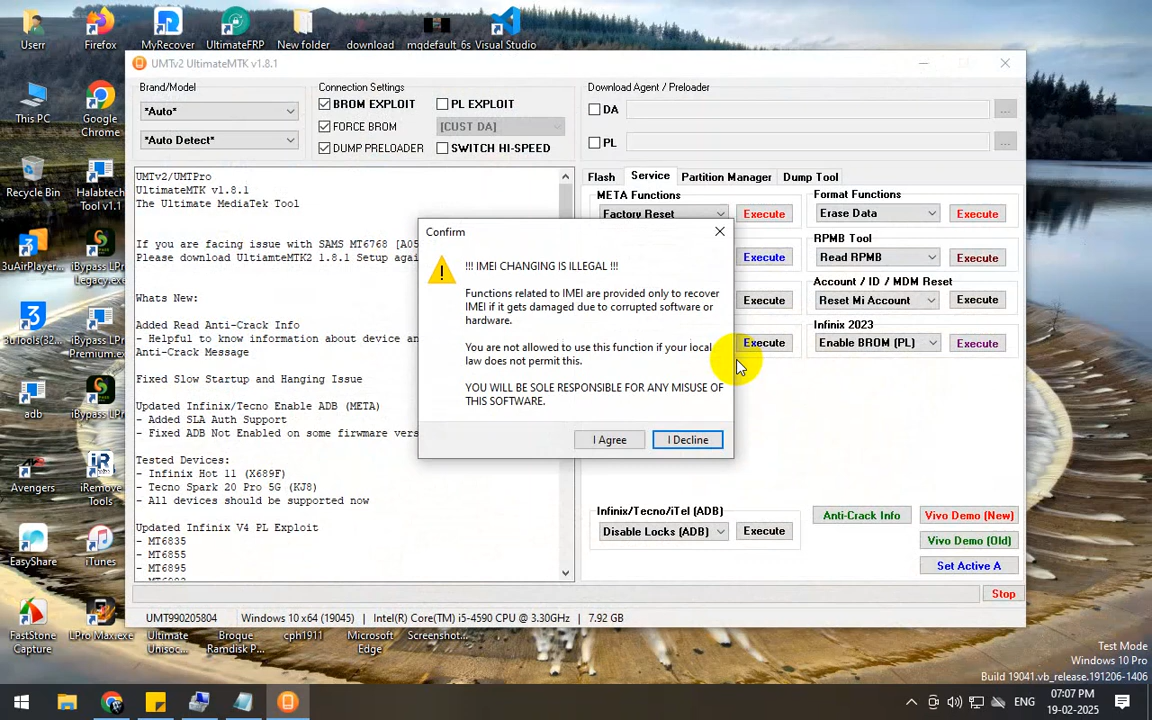 Userr
Firefox
MyRecover
UltimateFRP
New folder
download
mqdefault_6s
Visual Studio
This PC
Google Chrome
Recycle Bin
Halabtech Tool v1.1
3uAirPlayer...
iBypass LP...
3uTools(32...
iBypass LP...
Premium.exe
adb
iBypass LPr...
Avengers
iRemove Tools
EasyShare
iTunes
FastStone Capture
LPro Max.exe
Ultimate Unisoc...
Broque Ramdisk P...
cph1911
Microsoft Edge
Screenshot...
UMTv2 UltimateMTK v1.8.1
Brand/Model
*Auto*
*Auto Detect*
Connection Settings
BROM EXPLOIT
PL EXPLOIT
FORCE BROM
[CUST DA]
DUMP PRELOADER
SWITCH HI-SPEED
Download Agent / Preloader
DA
...
PL
...
UMTv2/UMTPro
UltimateMTK v1.8.1
The Ultimate MediaTek Tool
If you are facing issue with SAMS MT6768 [A05
Please download UltiamteMTK2 1.8.1 Setup agai
Whats New:
Added Read Anti-Crack Info
- Helpful to know information about device an
Anti-Crack Message
Fixed Slow Startup and Hanging Issue
Updated Infinix/Tecno Enable ADB (META)
- Added SLA Auth Support
- Fixed ADB Not Enabled on some firwmare vers
Tested Devices:
- Infinix Hot 11 (X689F)
- Tecno Spark 20 Pro 5G (KJ8)
- All devices should be supported now
Updated Infinix V4 PL Exploit
- MT6835
- MT6855
- MT6895
Flash
Service
Partition Manager
Dump Tool
META Functions
Factory Reset
Execute
Execute
Execute
Execute
Format Functions
Erase Data
Execute
RPMB Tool
Read RPMB
Execute
Account / ID / MDM Reset
Reset Mi Account
Execute
Infinix 2023
Enable BROM (PL)
Execute
Confirm
!!! IMEI CHANGING IS ILLEGAL !!!
Functions related to IMEI are provided only to recover
IMEI if it gets damaged due to corrupted software or
hardware.
You are not allowed to use this function if your local
law does not permit this.
YOU WILL BE SOLE RESPONSIBLE FOR ANY MISUSE OF
THIS SOFTWARE.
I Agree
I Decline
Infinix/Tecno/iTel (ADB)
Disable Locks (ADB)
Execute
Anti-Crack Info
Vivo Demo (New)
Vivo Demo (Old)
Set Active A
Stop
UMT990205804
Windows 10 x64 (19045)
Intel(R) Core(TM) i5-4590 CPU @ 3.30GHz
7.92 GB
Test Mode
Windows 10 Pro
Build 19041.vb_release.191206-1406
ENG
07:07 PM
19-02-2025